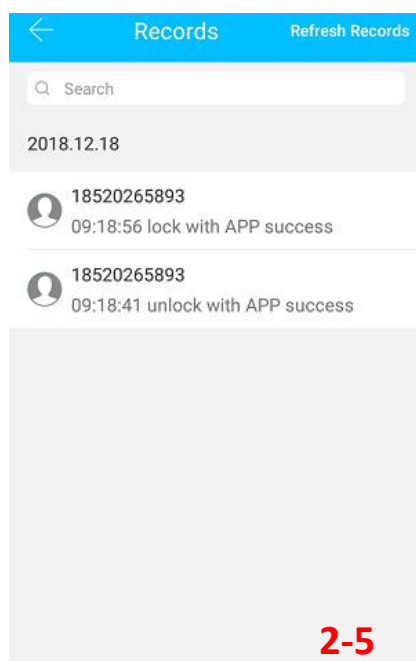 Records
Refresh Records
Search
2018.12.18
18520265893
09:18:56 lock with APP success
18520265893
09:18:41 unlock with APP success
2-5